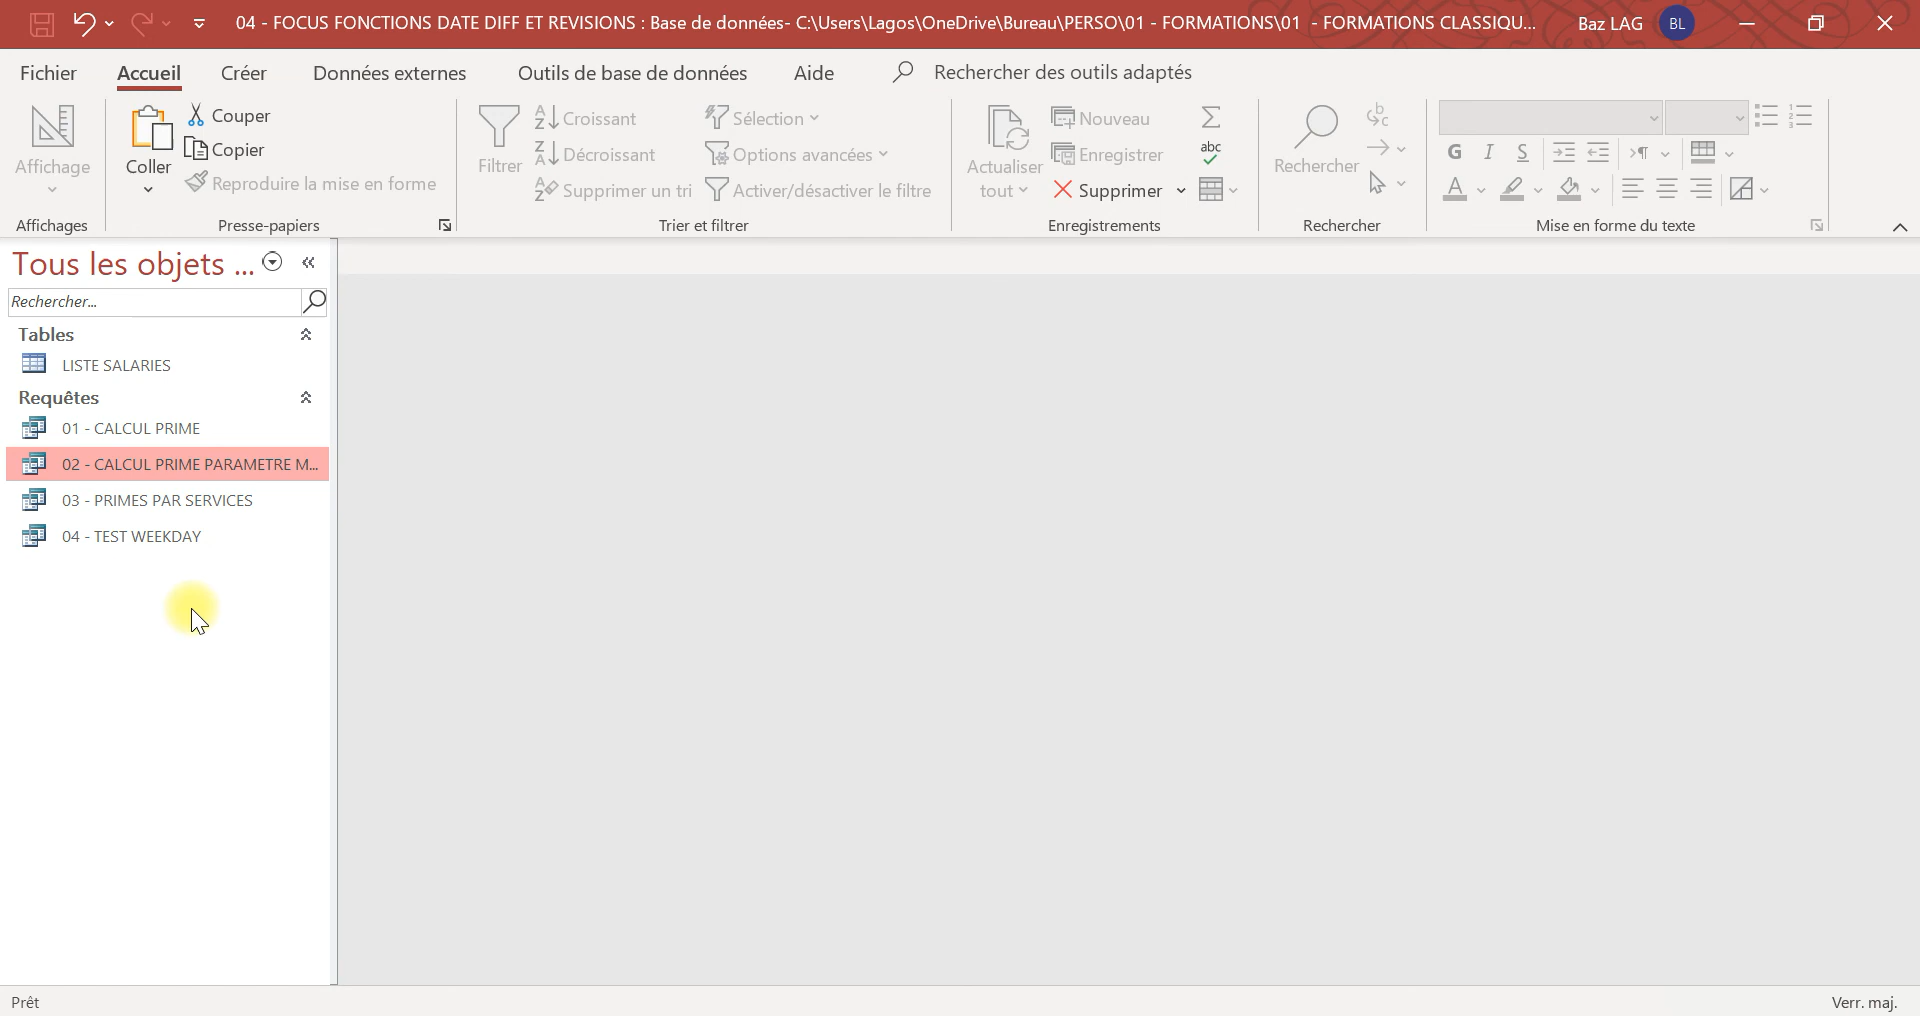 04 - FOCUS FONCTIONS DATE DIFF ET REVISIONS : Base de données- C:\Users\Lagos\OneDrive\Bureau\PERSO\01 - FORMATIONS\01 - FORMATIONS CLASSIQU... Baz LAG BL
Fichier Accueil Créer Données externes Outils de base de données Aide Rechercher des outils adaptés
Affichage
Affichages
Coller
Couper
Copier
Reproduire la mise en forme
Presse-papiers
Filtrer
Croissant
Décroissant
Supprimer un tri
Sélection
Options avancées
Activer/désactiver le filtre
Trier et filtrer
Actualiser
tout
Nouveau
Enregistrer
Supprimer
abc
Enregistrements
Rechercher
Rechercher
G I S
A
Mise en forme du texte
Tous les objets ...
Rechercher...
Tables
LISTE SALARIES
Requêtes
01 - CALCUL PRIME
02 - CALCUL PRIME PARAMETRE M...
03 - PRIMES PAR SERVICES
04 - TEST WEEKDAY
Prêt
Verr. maj.